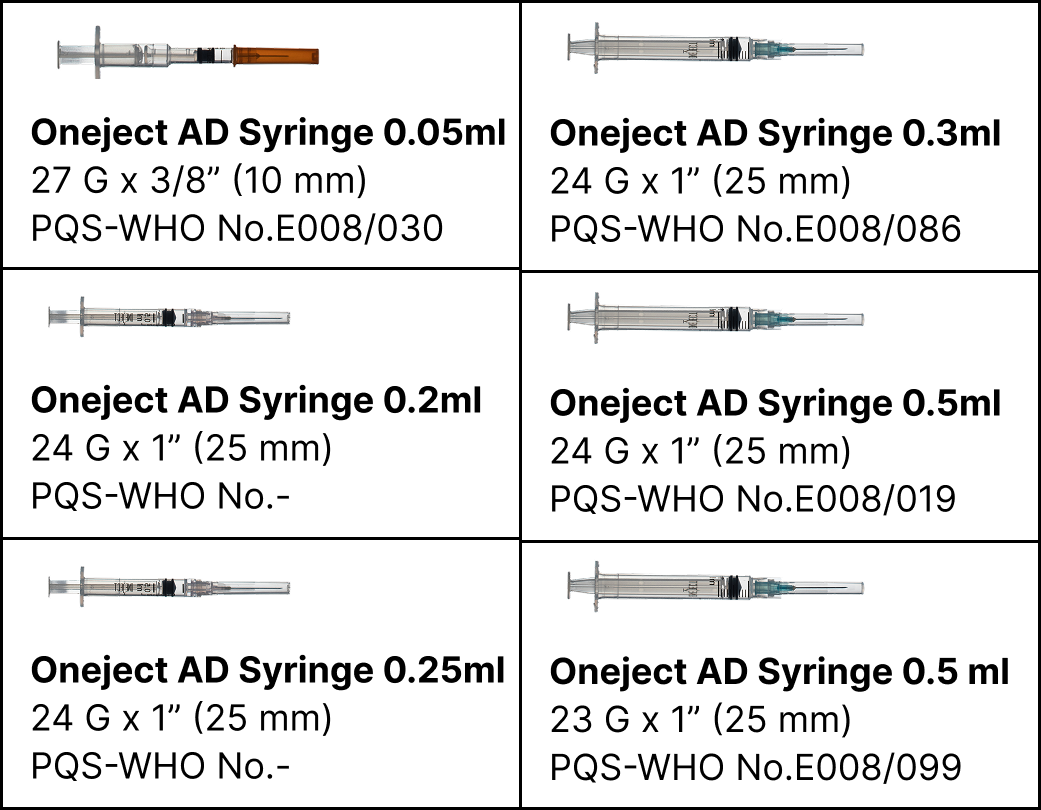 Oneject AD Syringe 0.05ml
27 G x 3/8” (10 mm)
PQS-WHO No.E008/030
Oneject AD Syringe 0.3ml
24 G x 1” (25 mm)
PQS-WHO No.E008/086
Oneject AD Syringe 0.2ml
24 G x 1” (25 mm)
PQS-WHO No.-
Oneject AD Syringe 0.5ml
24 G x 1” (25 mm)
PQS-WHO No.E008/019
Oneject AD Syringe 0.25ml
24 G x 1” (25 mm)
PQS-WHO No.-
Oneject AD Syringe 0.5 ml
23 G x 1” (25 mm)
PQS-WHO No.E008/099